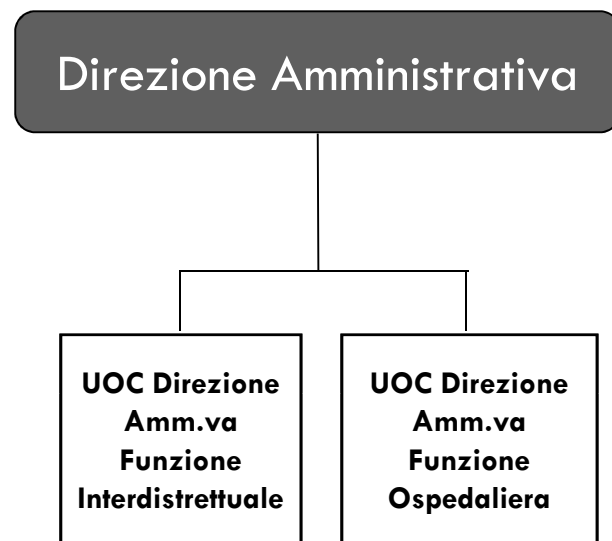 Direzione Amministrativa
UOC Direzione
Amm.va
Funzione
Interdistrettuale
UOC Direzione
Amm.va
Funzione
Ospedaliera